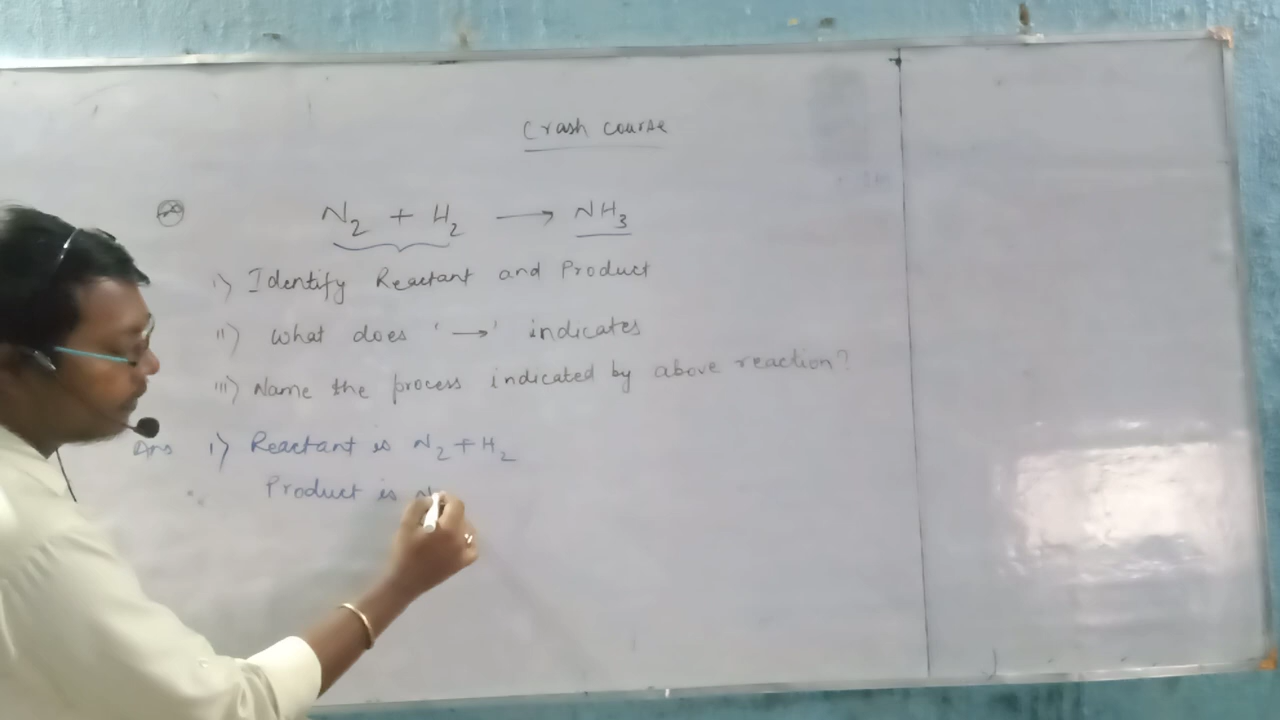 Crash course
N₂ + H₂ → NH₃
i) Identify Reactant and Product
ii) What does '→' indicates
iii) Name the process indicated by above reaction?
Ans i) Reactant is N₂ + H₂
Product is N